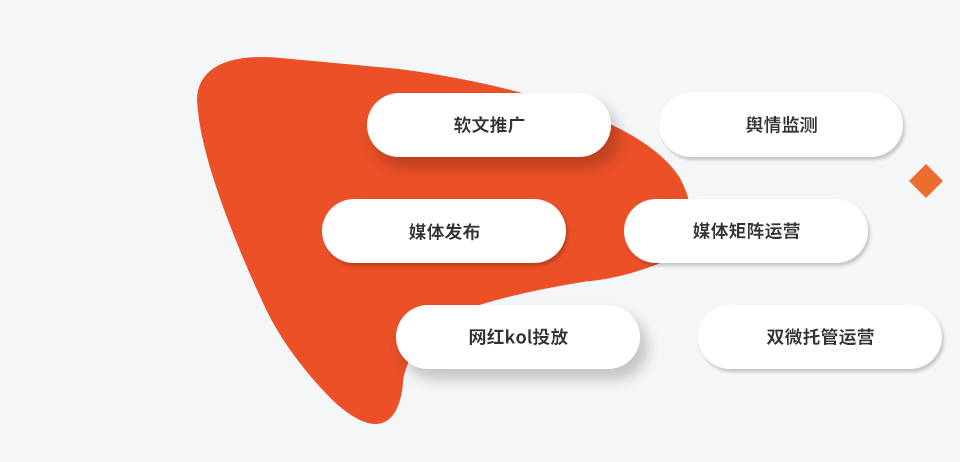 软文推广
舆情监测
媒体发布
媒体矩阵运营
网红kol投放
双微托管运营